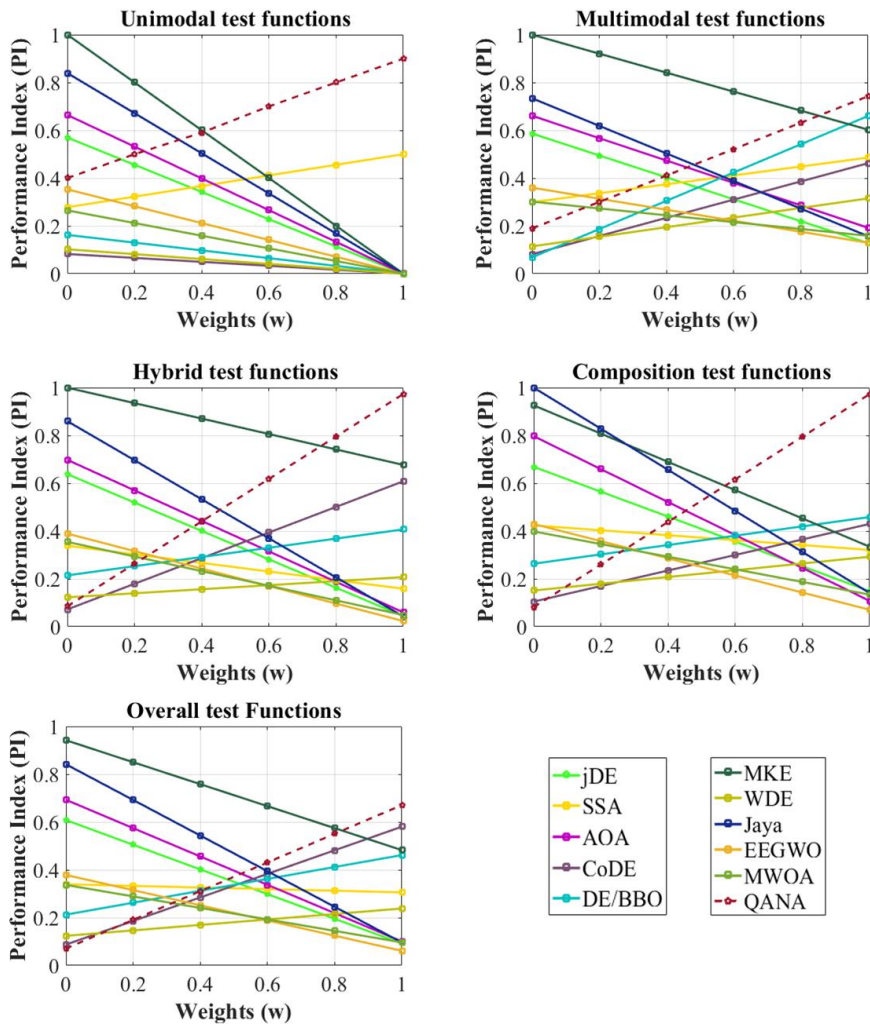 Unimodal test functions
Performance Index (PI)
1
0.8
0.6
0.4
0.2
0
0 0.2 0.4 0.6 0.8 1
Weights (w)
Multimodal test functions
Performance Index (PI)
1
0.8
0.6
0.4
0.2
0
0 0.2 0.4 0.6 0.8 1
Weights (w)
Hybrid test functions
Performance Index (PI)
1
0.8
0.6
0.4
0.2
0
0 0.2 0.4 0.6 0.8 1
Weights (w)
Composition test functions
Performance Index (PI)
1
0.8
0.6
0.4
0.2
0
0 0.2 0.4 0.6 0.8 1
Weights (w)
Overall test Functions
Performance Index (PI)
1
0.8
0.6
0.4
0.2
0
0 0.2 0.4 0.6 0.8 1
Weights (w)
jDE
SSA
AOA
CoDE
DE/BBO
MKE
WDE
Jaya
EEGWO
MWOA
QANA